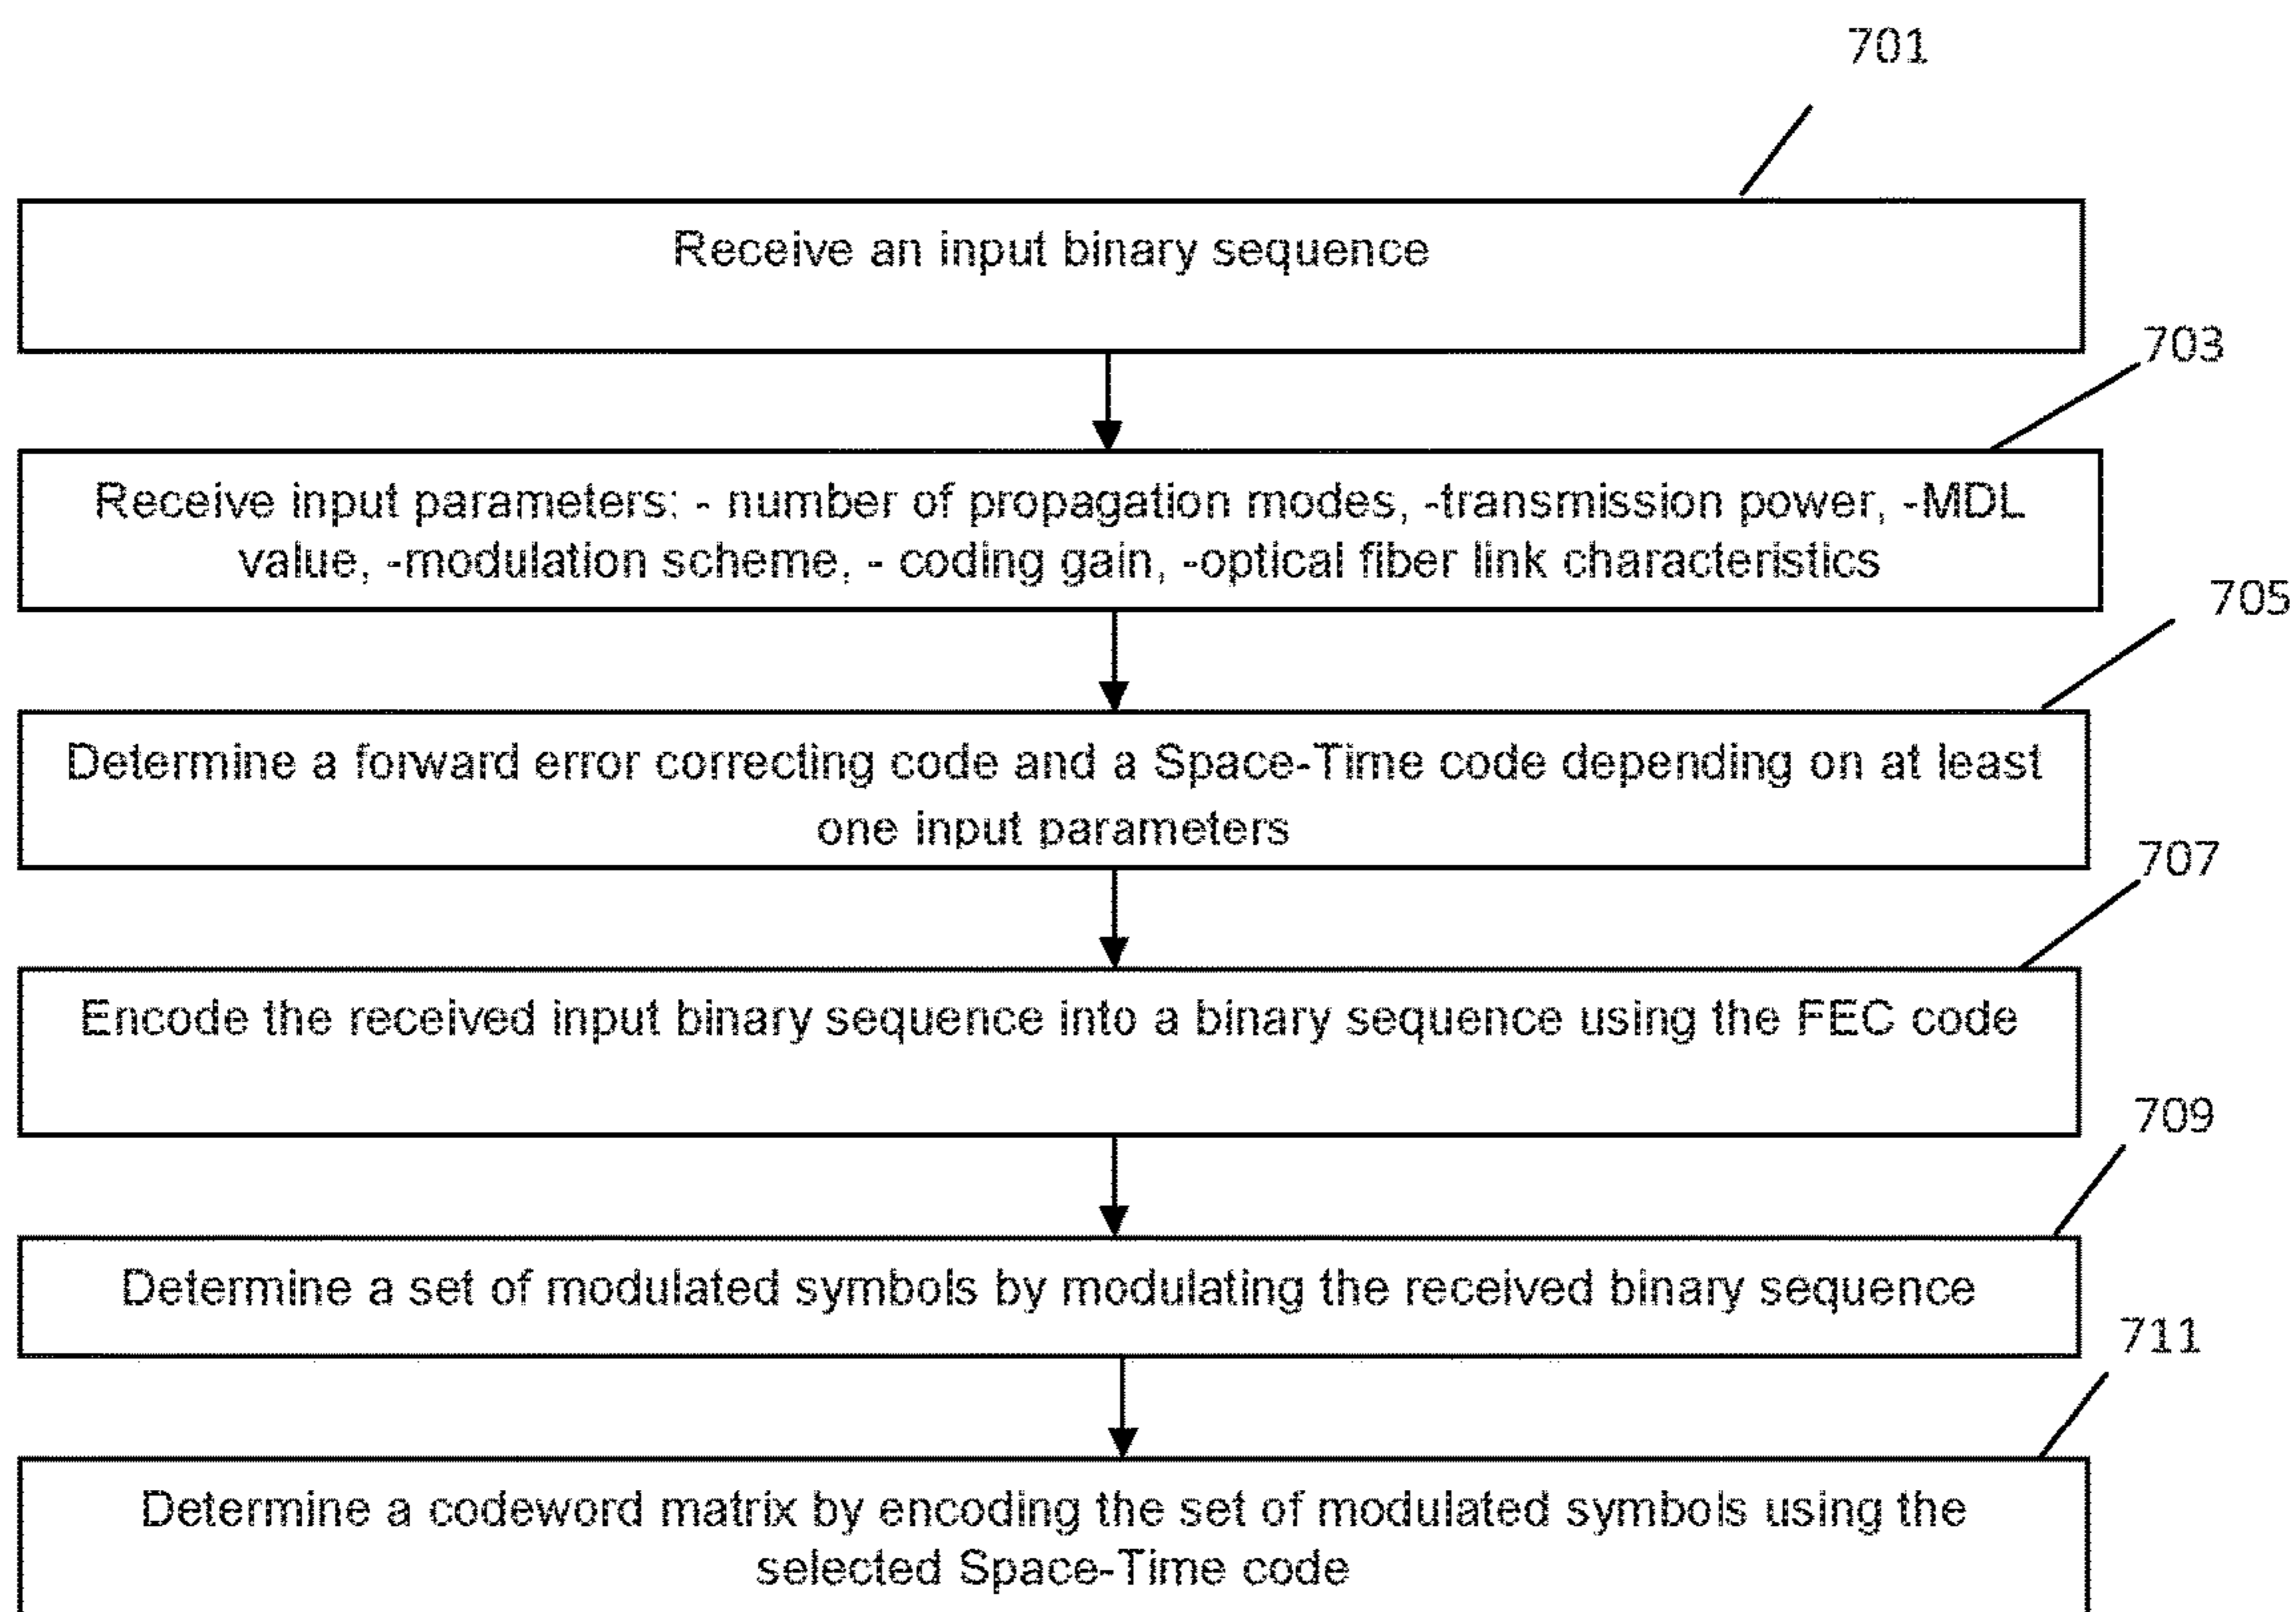 701
Receive an input binary sequence
703
Receive input parameters: - number of propagation modes, -transmission power, -MDL
value, -modulation scheme, - coding gain, -optical fiber link characteristics
705
Determine a forward error correcting code and a Space-Time code depending on at least
one input parameters
707
Encode the received input binary sequence into a binary sequence using the FEC code
709
Determine a set of modulated symbols by modulating the received binary sequence
711
Determine a codeword matrix by encoding the set of modulated symbols using the
selected Space-Time code